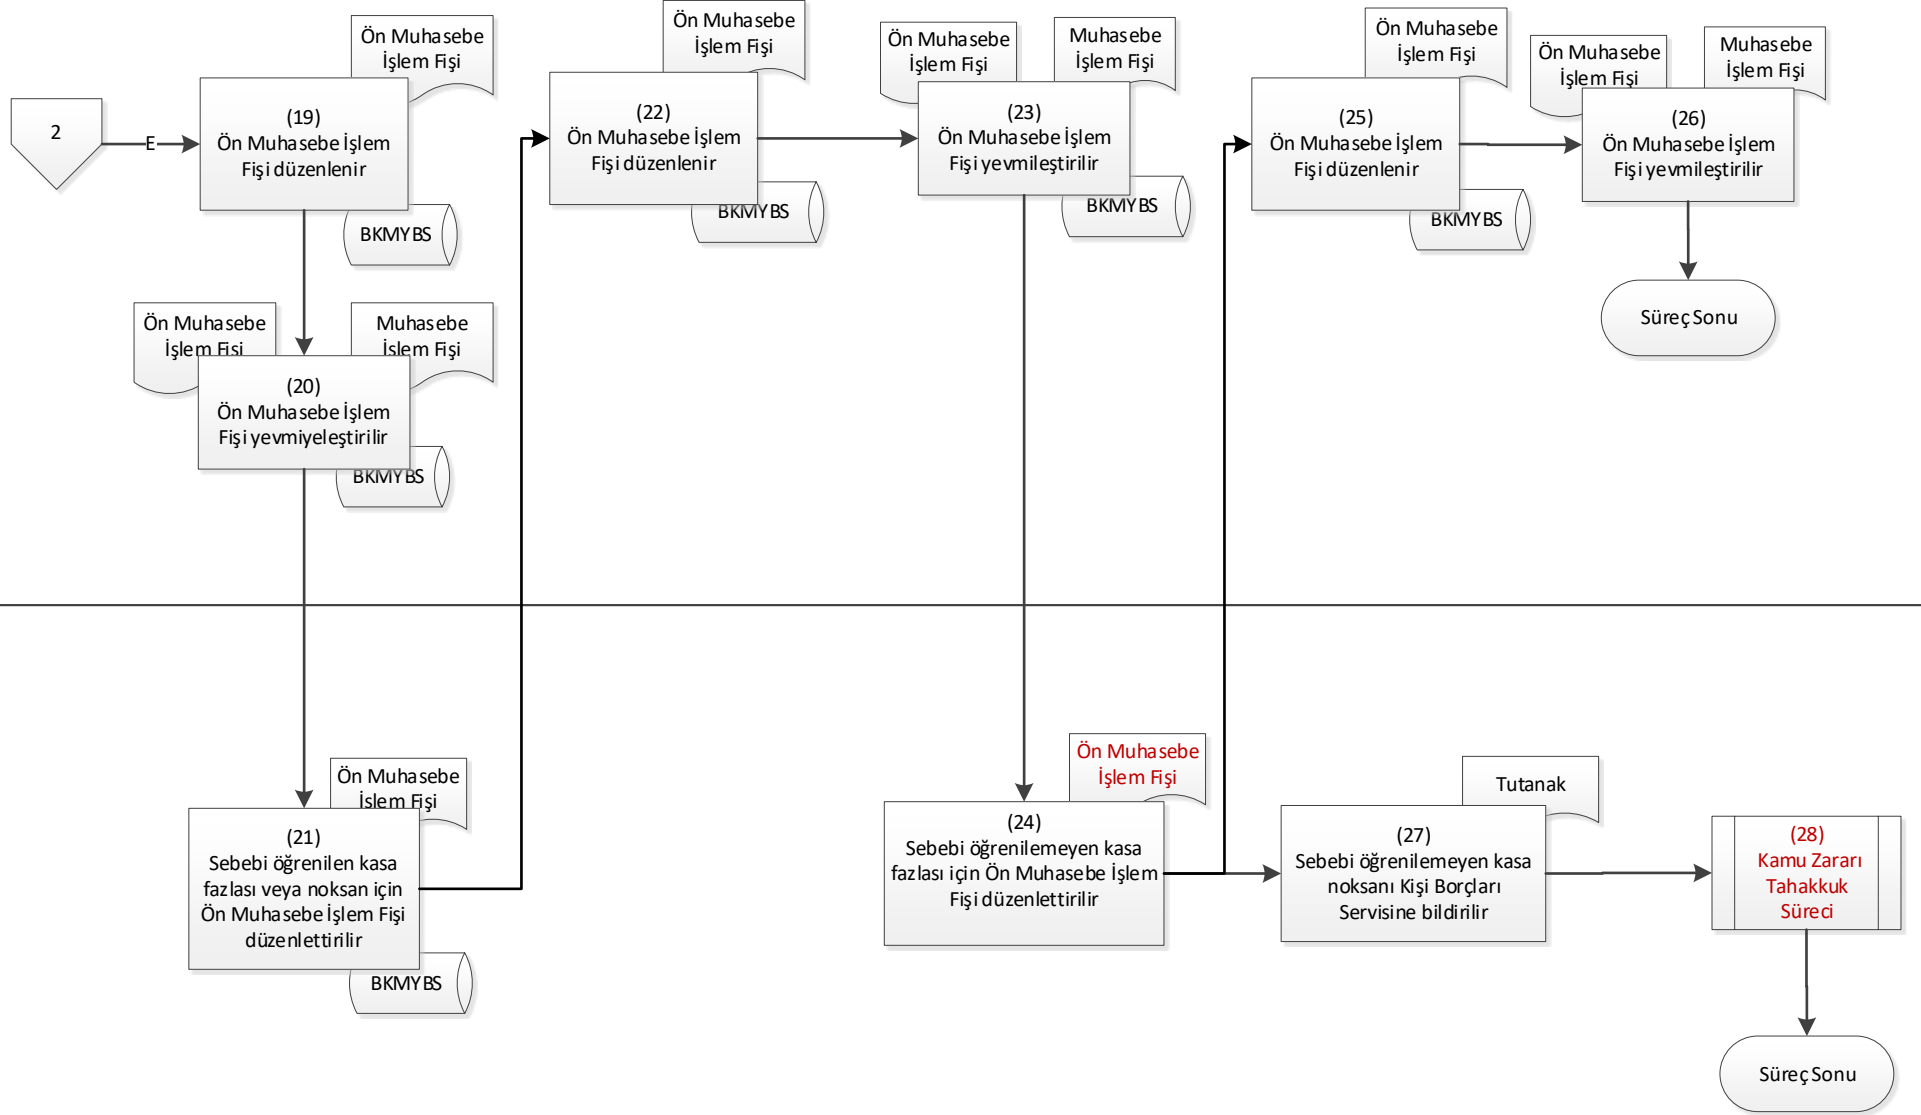 2
E
Ön Muhasebe
İşlem Fişi
(19)
Ön Muhasebe İşlem
Fişi düzenlenir
BKMYBS
Ön Muhasebe
İşlem Fişi
Muhasebe
İşlem Fişi
(20)
Ön Muhasebe İşlem
Fişi yevmiyeleştirilir
BKMYBS
Ön Muhasebe
İşlem Fişi
(21)
Sebebi öğrenilen kasa
fazlası veya noksan için
Ön Muhasebe İşlem Fişi
düzenlettirilir
BKMYBS
Ön Muhasebe
İşlem Fişi
(22)
Ön Muhasebe İşlem
Fişi düzenlenir
BKMYBS
Ön Muhasebe
İşlem Fişi
Muhasebe
İşlem Fişi
(23)
Ön Muhasebe İşlem
Fişi yevmileştirilir
BKMYBS
Ön Muhasebe
İşlem Fişi
(24)
Sebebi öğrenilemeyen kasa
fazlası için Ön Muhasebe İşlem
Fişi düzenlettirilir
Ön Muhasebe
İşlem Fişi
(25)
Ön Muhasebe İşlem
Fişi düzenlenir
BKMYBS
Ön Muhasebe
İşlem Fişi
Muhasebe
İşlem Fişi
(26)
Ön Muhasebe İşlem
Fişi yevmileştirilir
Süreç Sonu
Tutanak
(27)
Sebebi öğrenilemeyen kasa
noksanı Kişi Borçları
Servisine bildirilir
(28)
Kamu Zararı
Tahakkuk
Süreci
Süreç Sonu